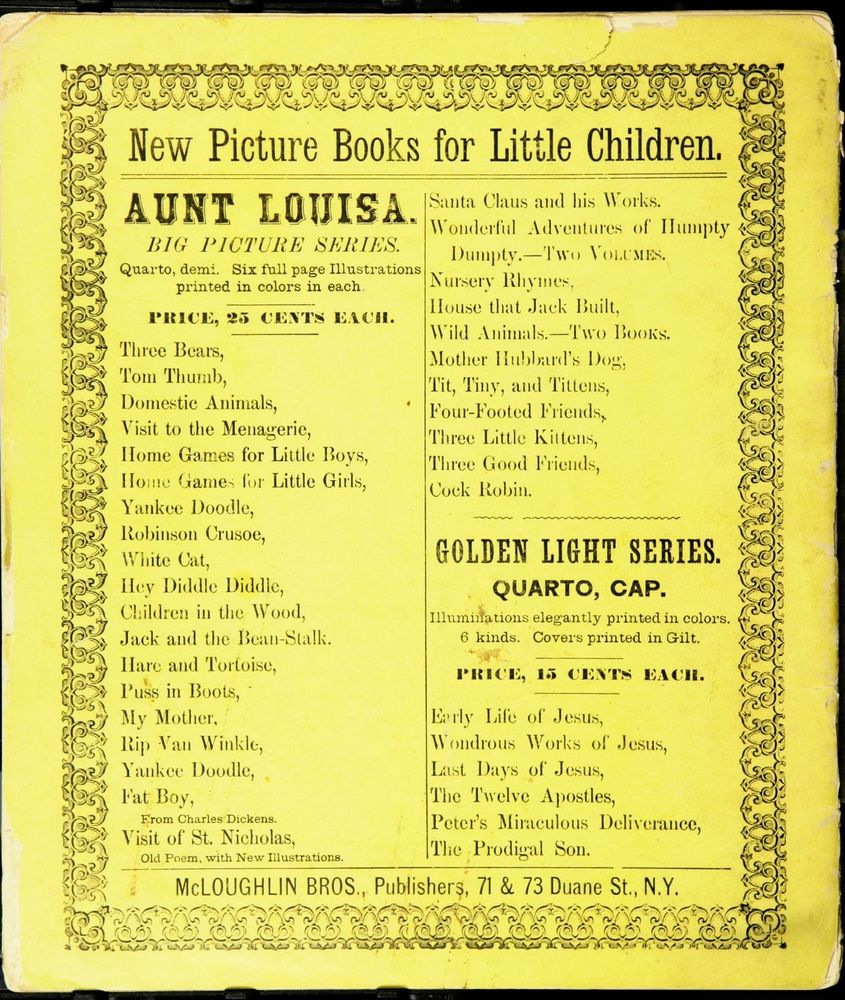 New Picture Books for Little Children.
AUNT LOUISA.
BIG PICTURE SERIES.
Quarto, demi. Six full page Illustrations
printed in colors in each.
PRICE, 25 CENTS EACH.
Three Bears,
Tom Thumb,
Domestic Animals,
Visit to the Menagerie,
Home Games for Little Boys,
Home Games for Little Girls,
Yankee Doodle,
Robinson Crusoe,
White Cat,
Hey Diddle Diddle,
Children in the Wood,
Jack and the Bean-Stalk.
Hare and Tortoise,
Puss in Boots,
My Mother,
Rip Van Winkle,
Yankee Doodle,
Fat Boy,
From Charles Dickens.
Visit of St. Nicholas,
Old Poem, with New Illustrations.
Santa Claus and his Works.
Wonderful Adventures of Humpty
Dumpty.—Two Volumes.
Nursery Rhymes,
House that Jack Built,
Wild Animals.—Two Books.
Mother Hubbard's Dog,
Tit, Tiny, and Tittens,
Four-Footed Friends,
Three Little Kittens,
Three Good Friends,
Cock Robin.
GOLDEN LIGHT SERIES.
QUARTO, CAP.
Illuminations elegantly printed in colors.
6 kinds. Covers printed in Gilt.
PRICE, 15 CENTS EACH.
Early Life of Jesus,
Wondrous Works of Jesus,
Last Days of Jesus,
The Twelve Apostles,
Peter's Miraculous Deliverance,
The Prodigal Son.
McLOUGHLIN BROS., Publishers, 71 & 73 Duane St., N.Y.